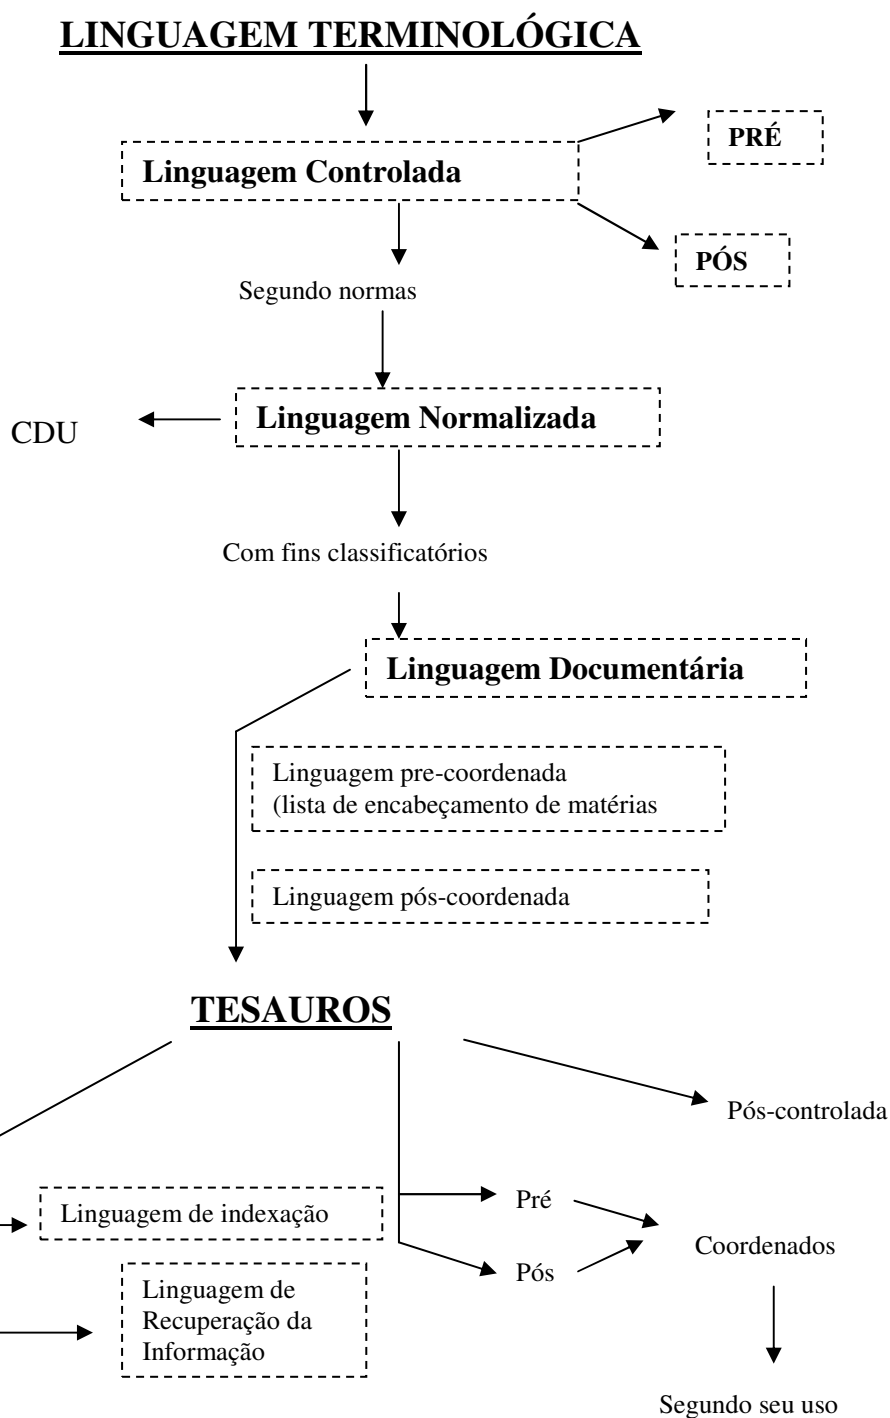 LINGUAGEM TERMINOLÓGICA
PRÉ
Linguagem Controlada
PÓS
Segundo normas
Linguagem Normalizada
CDU
Com fins classificatórios
Linguagem Documentária
Linguagem pre-coordenada
(lista de encabeçamento de matérias
Linguagem pós-coordenada
TESAUROS
Pós-controlada
Pré
Linguagem de indexação
Coordenados
Pós
Linguagem de
Recuperação da
Informação
Segundo seu uso